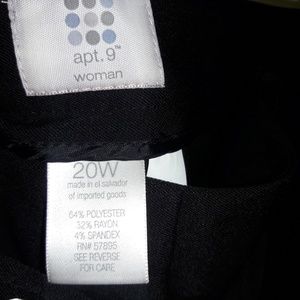 apt. 9™
woman
20W
made in el salvador
of imported goods
64% POLYESTER
32% RAYON
4% SPANDEX
RN# 57895
SEE REVERSE
FOR CARE